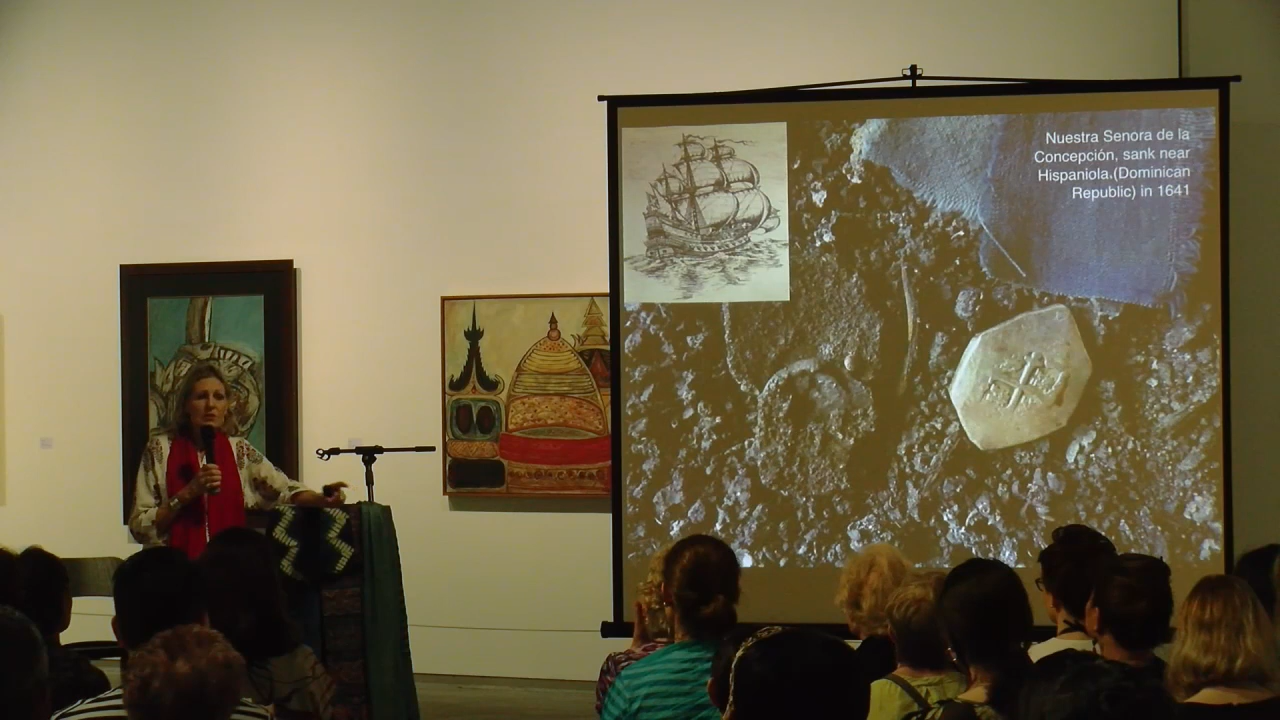 Nuestra Senora de la
Concepción, sank near
Hispaniola (Dominican
Republic) in 1641